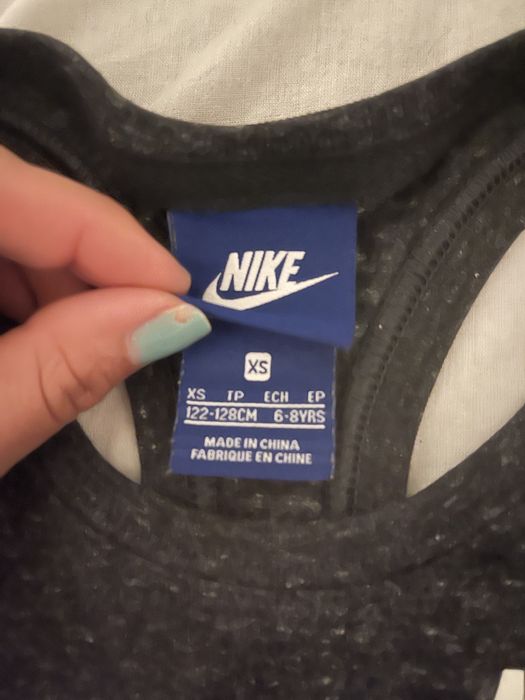 NIKE
XS
XS TP ECH EP
122-128CM 6-8YRS
MADE IN CHINA
FABRIQUE EN CHINE